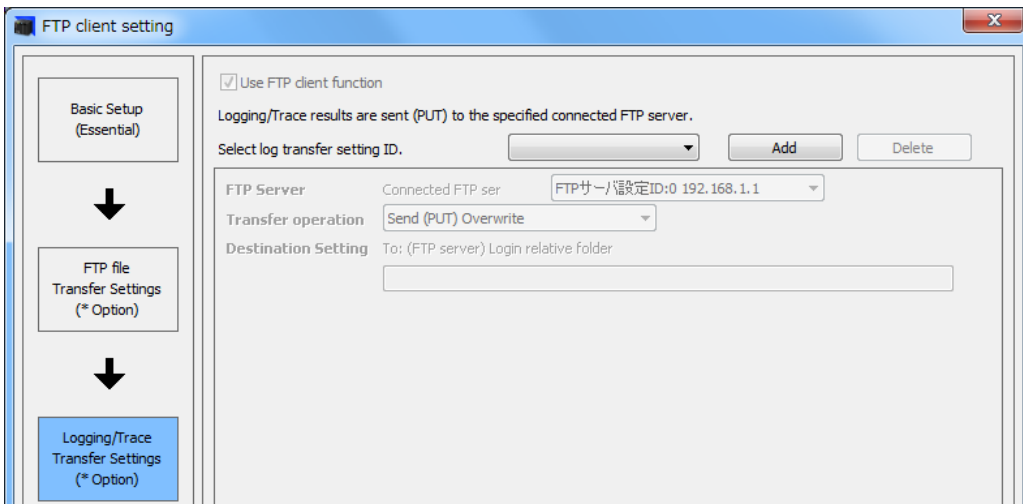 FTP client setting
Basic Setup
(Essential)
FTP file
Transfer Settings
(* Option)
Logging/Trace
Transfer Settings
(* Option)
Use FTP client function
Logging/Trace results are sent (PUT) to the specified connected FTP server.
Select log transfer setting ID.
Add
Delete
FTP Server Connected FTP ser FTPサーバ設定ID:0 192.168.1.1
Transfer operation Send (PUT) Overwrite
Destination Setting To: (FTP server) Login relative folder